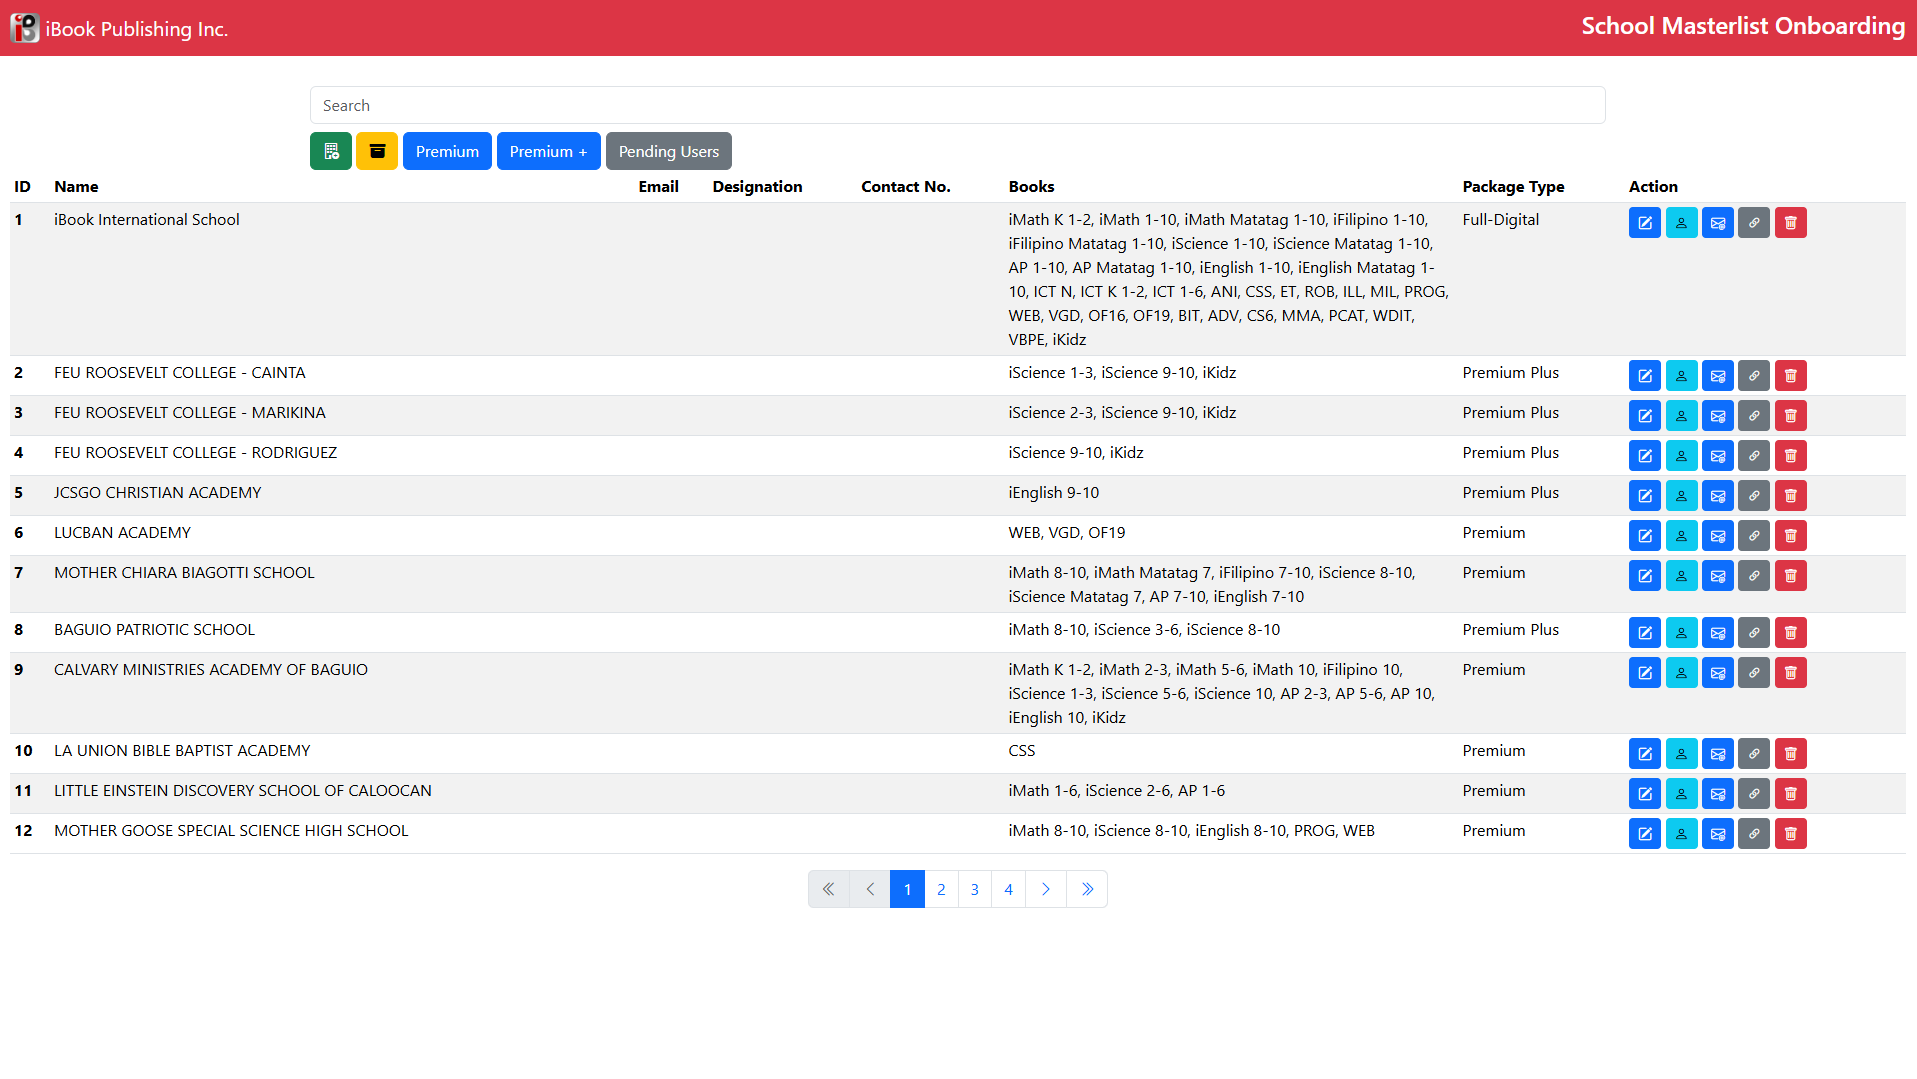 iBook Publishing Inc.
School Masterlist Onboarding
Search
Premium
Premium +
Pending Users
ID Name Email Designation Contact No. Books Package Type Action
1 iBook International School iMath K 1-2, iMath 1-10, iMath Matatag 1-10, iFilipino 1-10, Full-Digital
iFilipino Matatag 1-10, iScience 1-10, iScience Matatag 1-10,
AP 1-10, AP Matatag 1-10, iEnglish 1-10, iEnglish Matatag 1-
10, ICT N, ICT K 1-2, ICT 1-6, ANI, CSS, ET, ROB, ILL, MIL, PROG,
WEB, VGD, OF16, OF19, BIT, ADV, CS6, MMA, PCAT, WDIT,
VBPE, iKidz
2 FEU ROOSEVELT COLLEGE - CAINTA iScience 1-3, iScience 9-10, iKidz Premium Plus
3 FEU ROOSEVELT COLLEGE - MARIKINA iScience 2-3, iScience 9-10, iKidz Premium Plus
4 FEU ROOSEVELT COLLEGE - RODRIGUEZ iScience 9-10, iKidz Premium Plus
5 JCSGO CHRISTIAN ACADEMY iEnglish 9-10 Premium Plus
6 LUCBAN ACADEMY WEB, VGD, OF19 Premium
7 MOTHER CHIARA BIAGOTTI SCHOOL iMath 8-10, iMath Matatag 7, iFilipino 7-10, iScience 8-10, Premium
iScience Matatag 7, AP 7-10, iEnglish 7-10
8 BAGUIO PATRIOTIC SCHOOL iMath 8-10, iScience 3-6, iScience 8-10 Premium Plus
9 CALVARY MINISTRIES ACADEMY OF BAGUIO iMath K 1-2, iMath 2-3, iMath 5-6, iMath 10, iFilipino 10, Premium
iScience 1-3, iScience 5-6, iScience 10, AP 2-3, AP 5-6, AP 10,
iEnglish 10, iKidz
10 LA UNION BIBLE BAPTIST ACADEMY CSS Premium
11 LITTLE EINSTEIN DISCOVERY SCHOOL OF CALOOCAN iMath 1-6, iScience 2-6, AP 1-6 Premium
12 MOTHER GOOSE SPECIAL SCIENCE HIGH SCHOOL iMath 8-10, iScience 8-10, iEnglish 8-10, PROG, WEB Premium
1 2 3 4